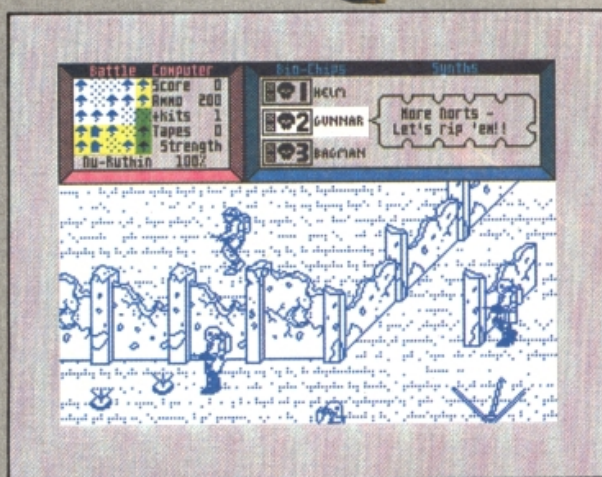 Battle Computer
Score 0
Ammo 200
+kits 1
Tapes 0
Strength
Nu-Ruthin 100%
Bio-Chips Synths
1 HELM
2 GUNNAR
3 BAGMAN
More Norts -
Let's rip 'em!!